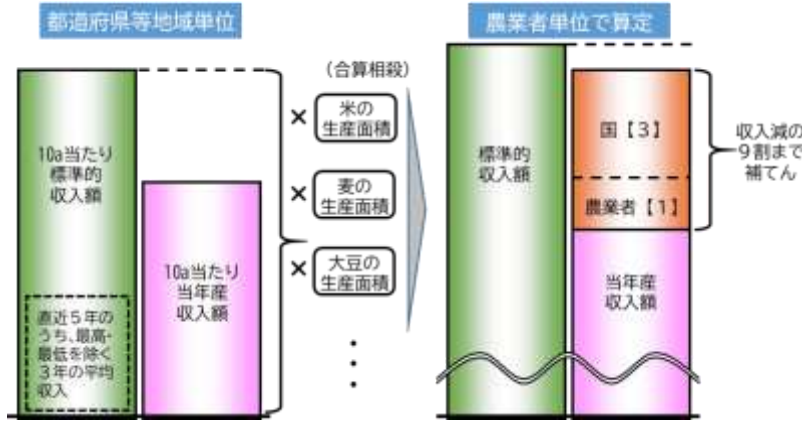 都道府県等地域単位
10a当たり
標準的
収入額
直近５年の
うち、最高・
最低を除く
３年の平均
収入
10a当たり
当年産
収入額
（合算相殺）
×
米の
生産面積
×
麦の
生産面積
×
大豆の
生産面積
農業者単位で算定
標準的
収入額
国【３】
農業者【１】
当年産
収入額
収入減の
９割まで
補てん